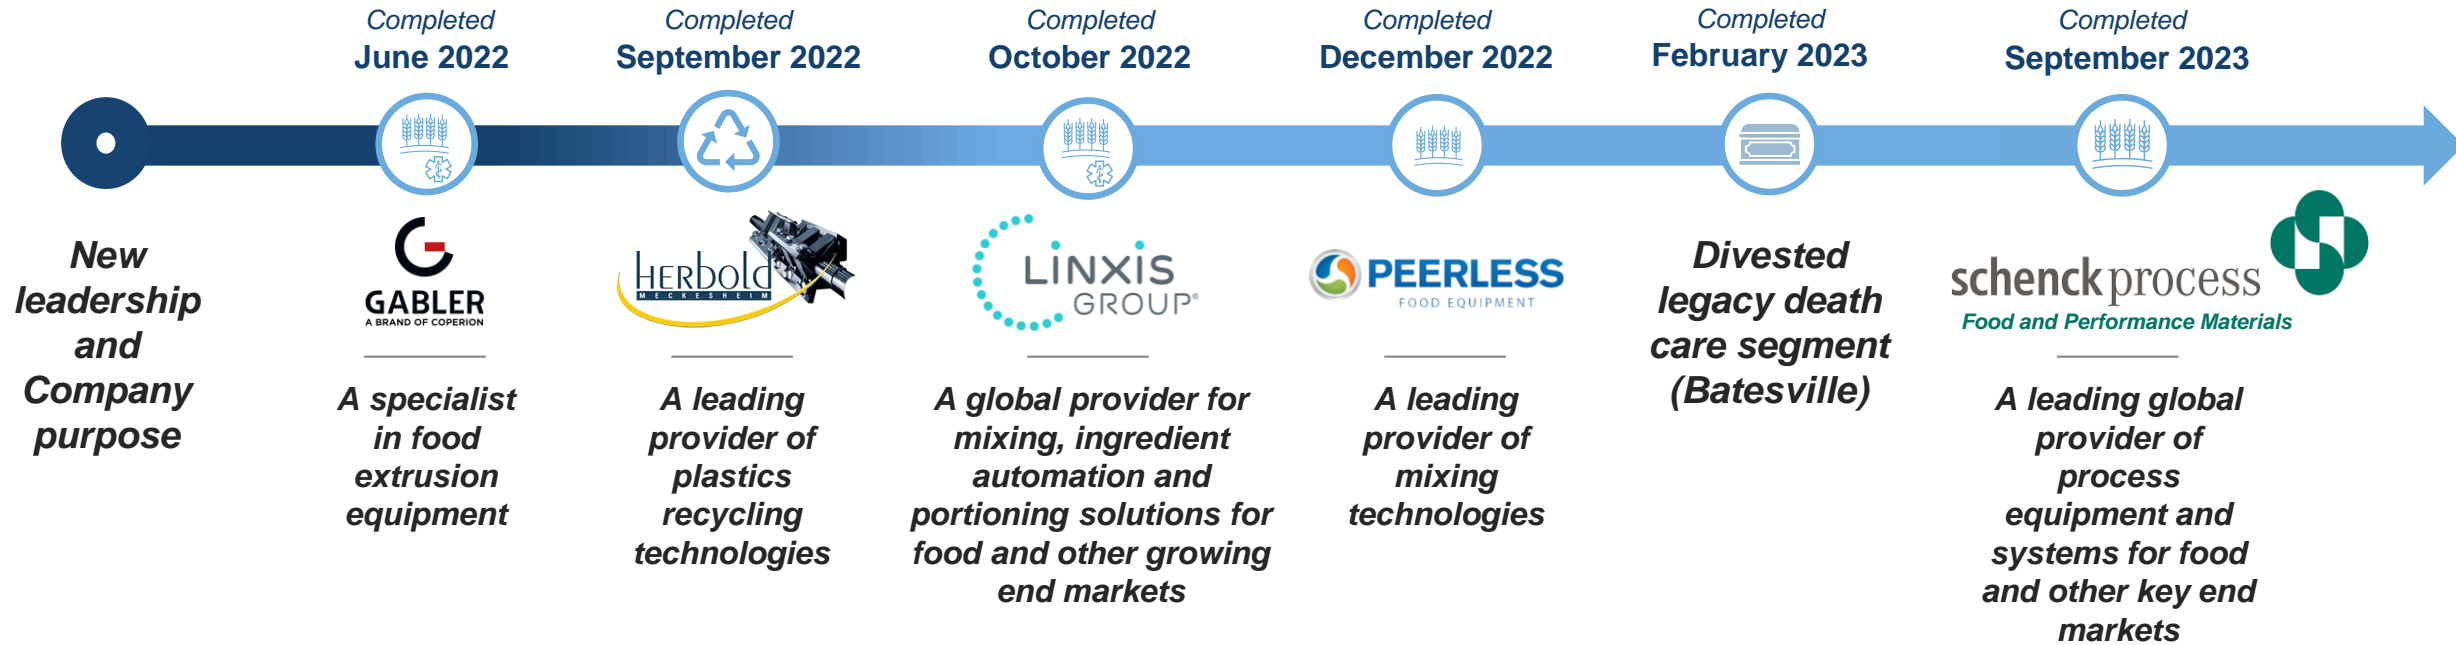 New
leadership
and
Company
purpose
Completed
June 2022
GABLER
A BRAND OF COPERION
A specialist
in food
extrusion
equipment
Completed
September 2022
HERbold
MECKESHEIM
A leading
provider of
plastics
recycling
technologies
Completed
October 2022
LINXIS
GROUP®
A global provider for
mixing, ingredient
automation and
portioning solutions for
food and other growing
end markets
Completed
December 2022
PEERLESS
FOOD EQUIPMENT
A leading
provider of
mixing
technologies
Completed
February 2023
Divested
legacy death
care segment
(Batesville)
Completed
September 2023
schenck process
Food and Performance Materials
A leading global
provider of
process
equipment and
systems for food
and other key end
markets